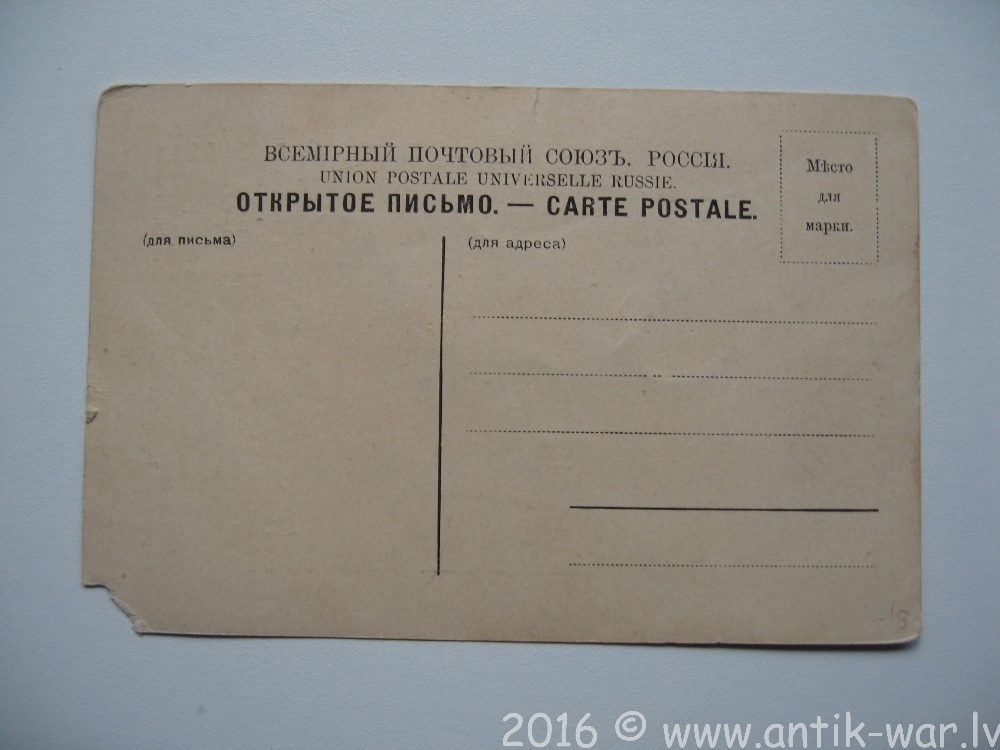 ВСЕМІРНЫЙ ПОЧТОВЫЙ СОЮЗЪ. РОССІЯ.
UNION POSTALE UNIVERSELLE RUSSIE.
ОТКРЫТОЕ ПИСЬМО. — CARTE POSTALE.
Мѣсто
для
марки.
(для письма)
(для адреса)
2016 © www.antik-war.lv